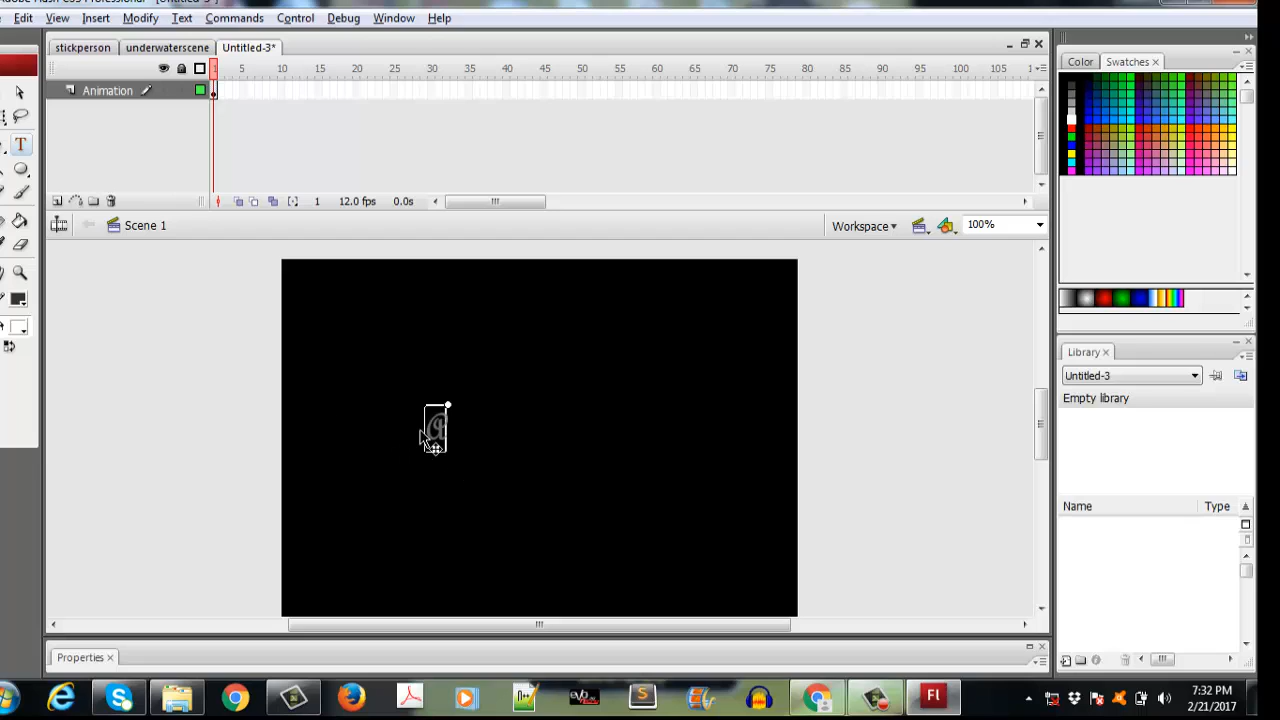 Edit View Insert Modify Text Commands Control Debug Window Help
stickperson underwaterscene Untitled-3*
1 5 10 15 20 25 30 35 40 45 50 55 60 65 70 75 80 85 90 95 100 105 1
Animation
1 12.0 fps 0.0s
Scene 1 Workspace 100%
a
Color Swatches
Library
Untitled-3
Empty library
Name Type
Properties
Fl
7:32 PM
2/21/2017